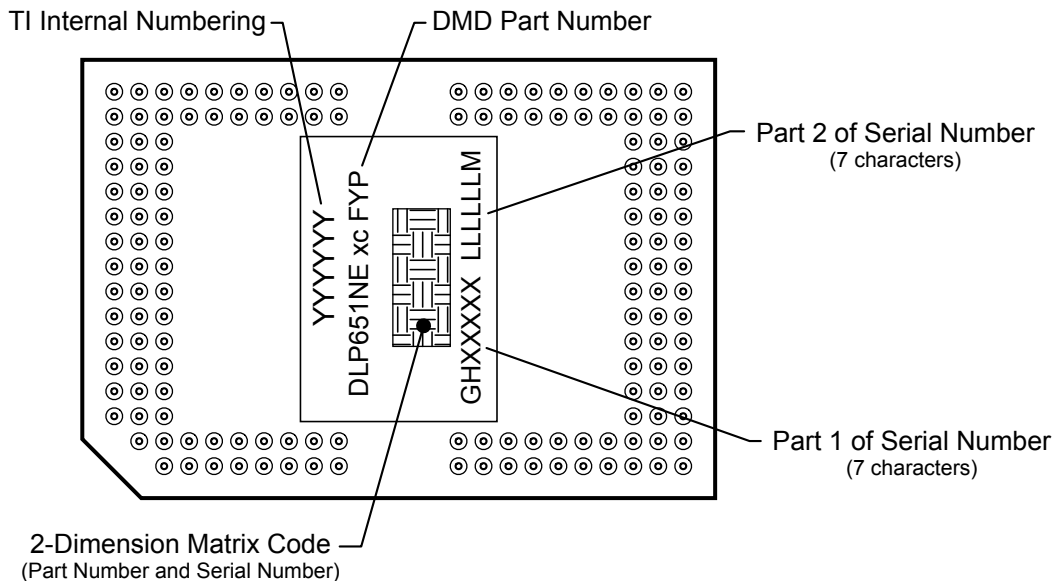 TI Internal Numbering
DMD Part Number
Part 2 of Serial Number
(7 characters)
YYYYYYY
DLP651NE xc FYP
GHXXXXX LLLLLLM
Part 1 of Serial Number
(7 characters)
2-Dimension Matrix Code
(Part Number and Serial Number)